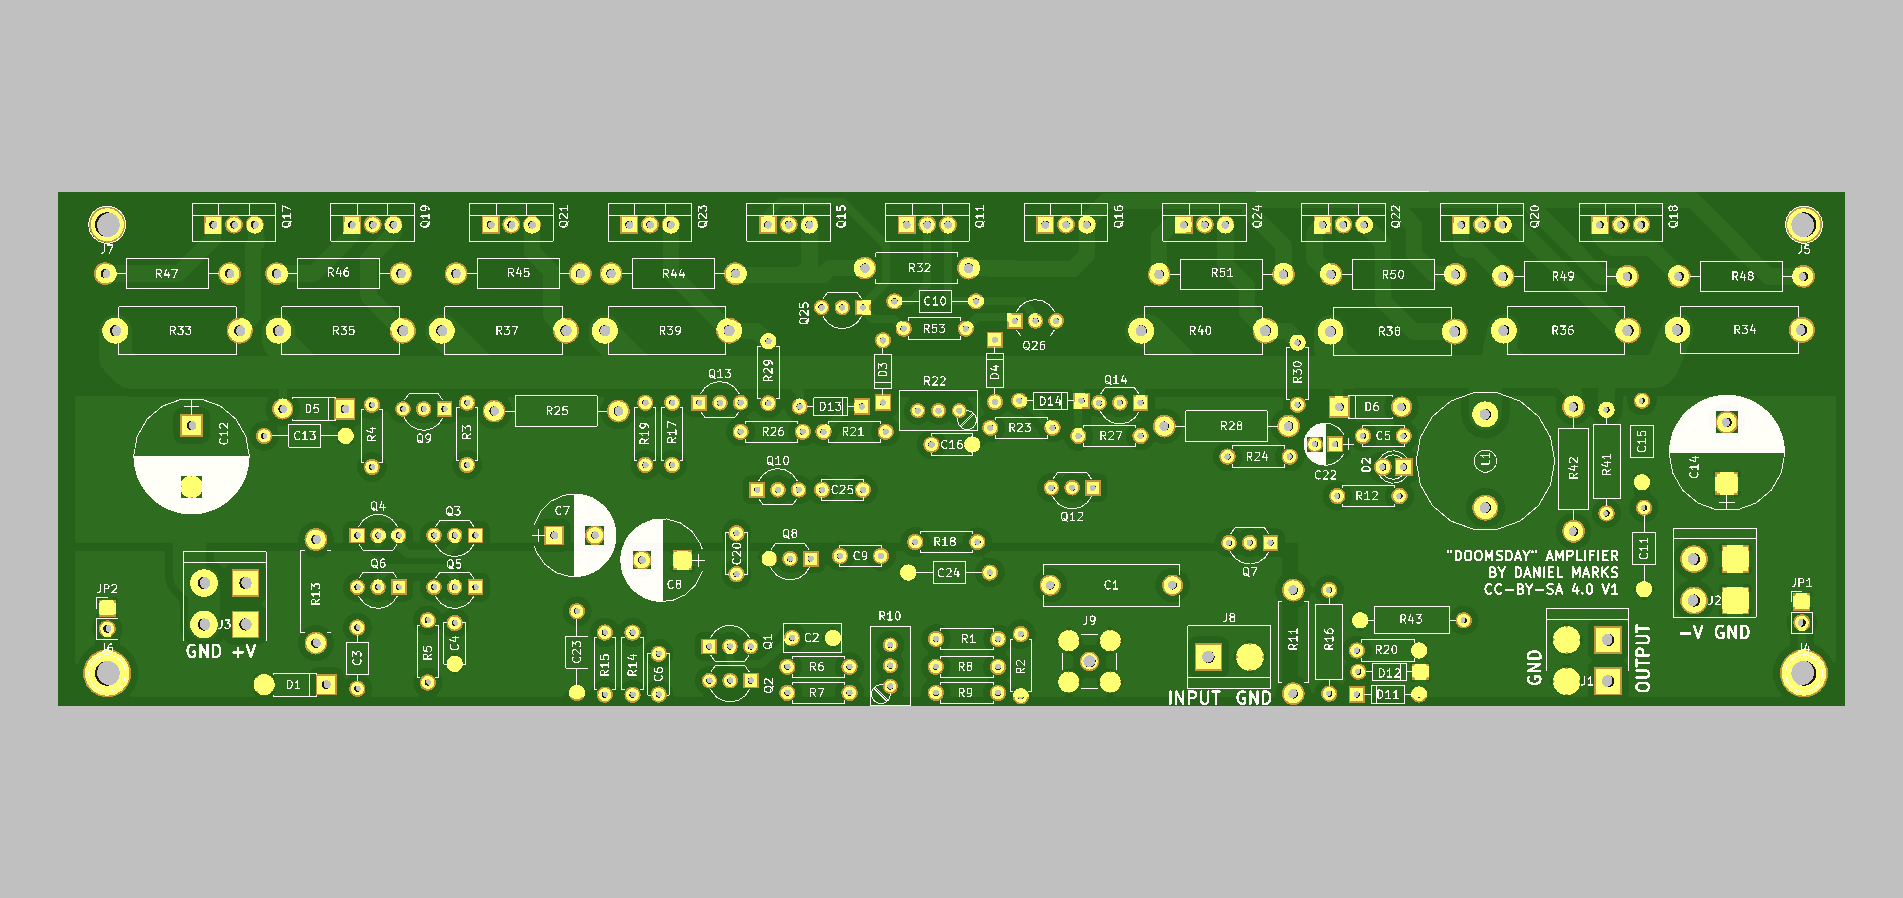 Q17 Q19 Q21 Q23 Q15 Q11 Q16 Q24 Q22 Q20 Q18
J7 J5
R47 R46 R45 R44 R32 R51 R50 R49 R48
Q25 C10
R33 R35 R37 R39 R53 Q26 R40 R38 R36 R34
R29 D3 D4 R30
Q13 R22 Q14
C12 D5 R4 Q9 R3 R25 R19 R17 D13 D14 D6
C13 R26 R21 C16 R23 R27 R28 C5 C15
R24 C22 D2 L1 R42 R41 C14
Q10 C25 R12
Q4 Q3 C7 Q12
Q8 R18 Q7
C20 C9 C11
"DOOMSDAY" AMPLIFIER
BY DANIEL MARKS
CC-BY-SA 4.0 V1
Q6 Q5 C8 C24 C1
JP2 R13 JP1
J2
-V GND
J3 R10 J9 J8 R43
GND +V
J6 C3 R5 C4 C23 R15 R14 C6 Q1 C2 R1 R2 R11 R16 R20 J4
R6 R8 D12
D1 Q2 R7 R9 D11 J1
GND OUTPUT
INPUT GND